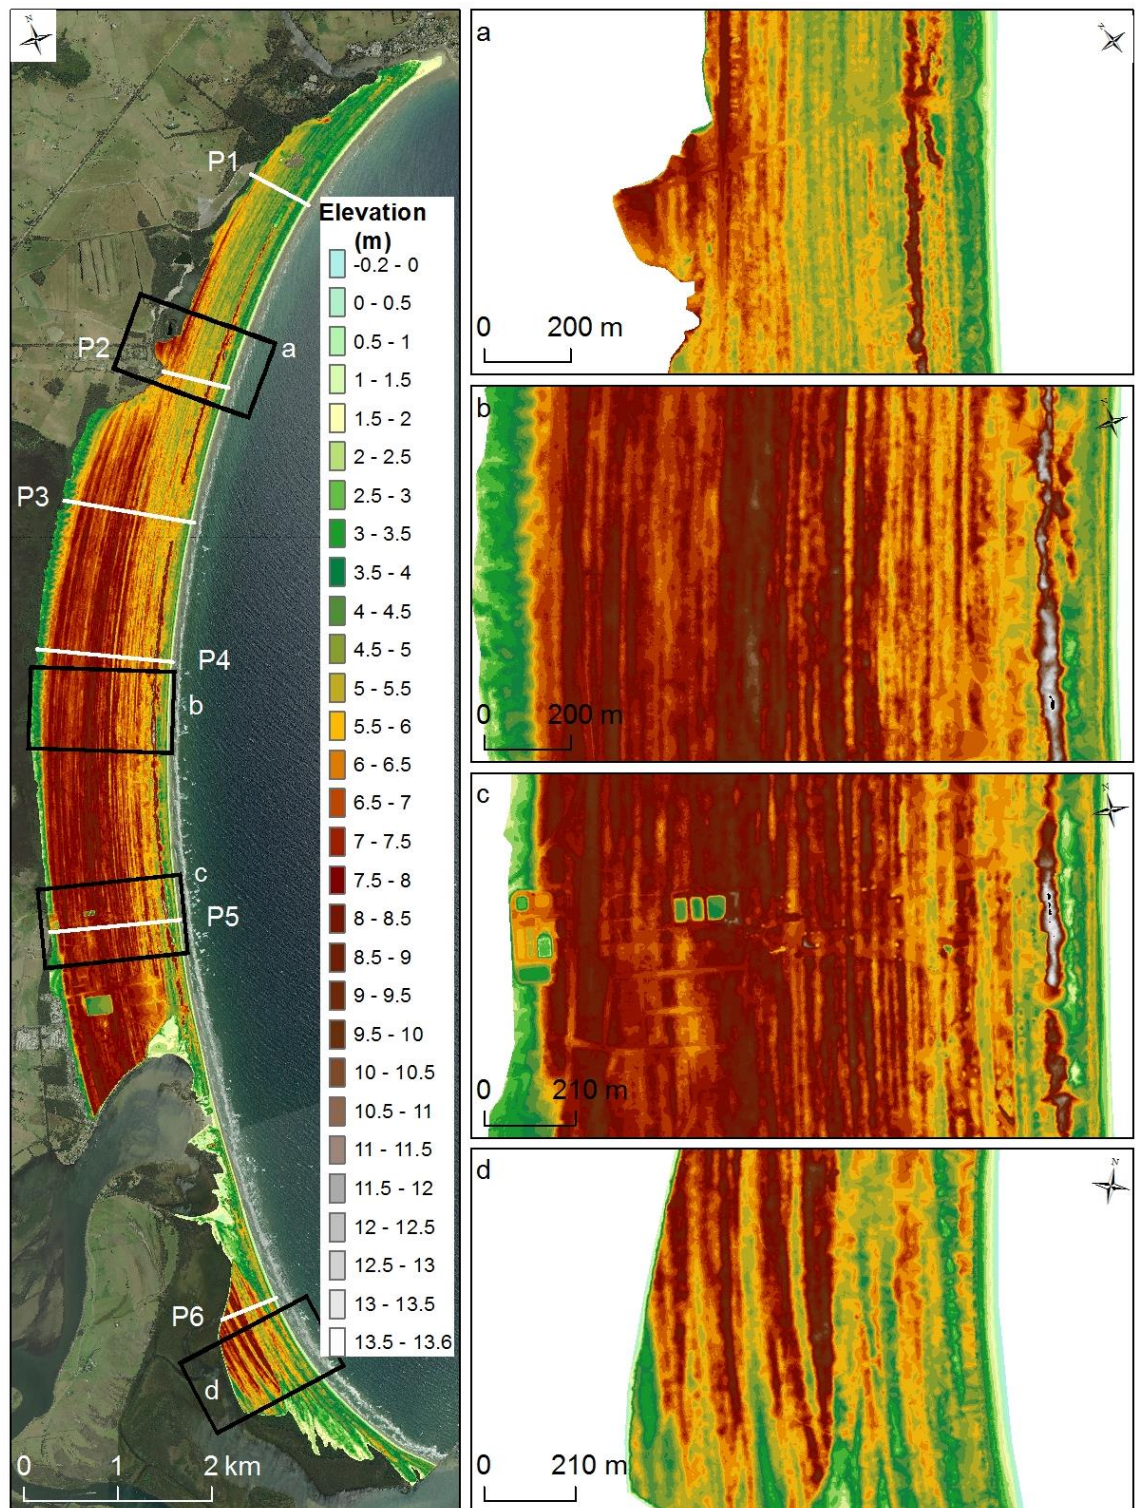 N
P1
P2
a
P3
P4
b
c
P5
P6
d
0 1 2 km
Elevation
(m)
-0.2 - 0
0 - 0.5
0.5 - 1
1 - 1.5
1.5 - 2
2 - 2.5
2.5 - 3
3 - 3.5
3.5 - 4
4 - 4.5
4.5 - 5
5 - 5.5
5.5 - 6
6 - 6.5
6.5 - 7
7 - 7.5
7.5 - 8
8 - 8.5
8.5 - 9
9 - 9.5
9.5 - 10
10 - 10.5
10.5 - 11
11 - 11.5
11.5 - 12
12 - 12.5
12.5 - 13
13 - 13.5
13.5 - 13.6
a
N
0 200 m
b
N
0 200 m
c
N
0 210 m
d
N
0 210 m